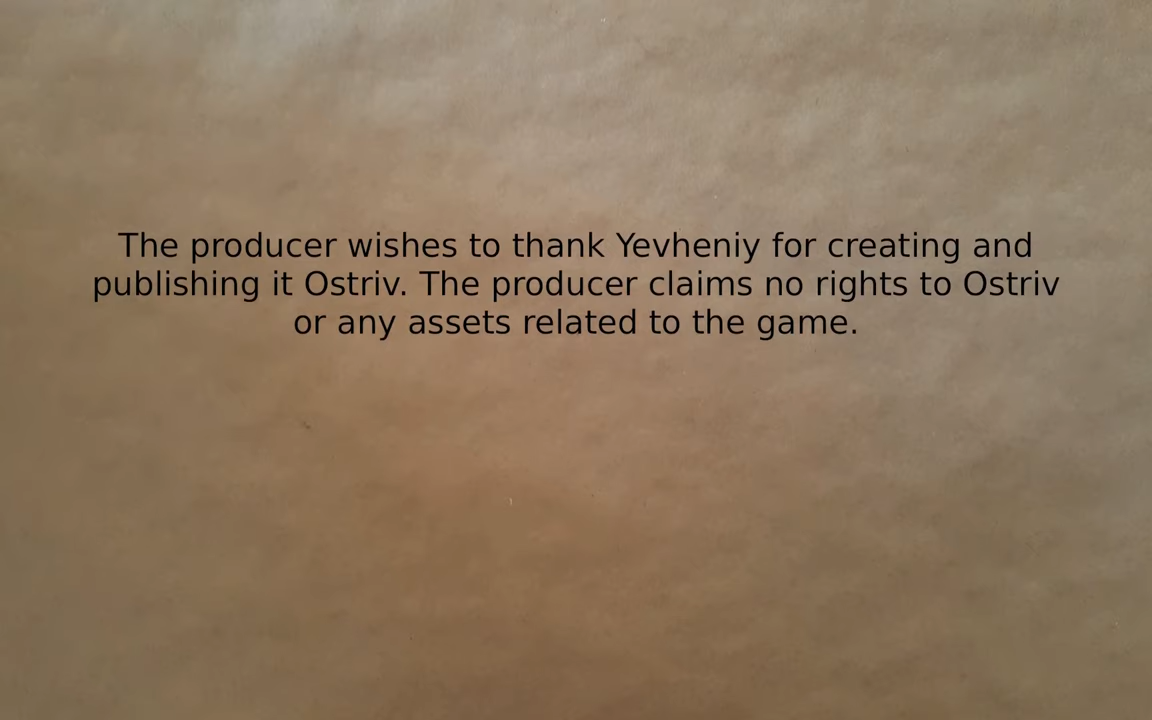 The producer wishes to thank Yevheniy for creating and
publishing it Ostriv. The producer claims no rights to Ostriv
or any assets related to the game.